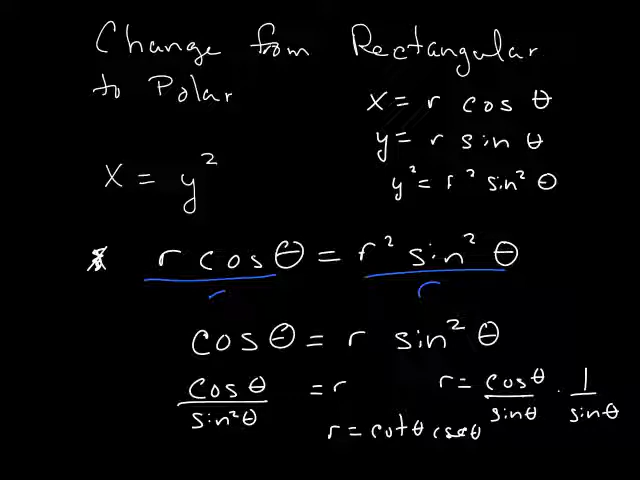 Change from Rectangular
to Polar
x = r cos θ
y = r sin θ
y² = r² sin² θ
x = y²
r cos θ = r² sin² θ
r r
cos θ = r sin² θ
cos θ / sin² θ = r
r = cos θ / sin θ · 1 / sin θ
r = cot θ csc θ